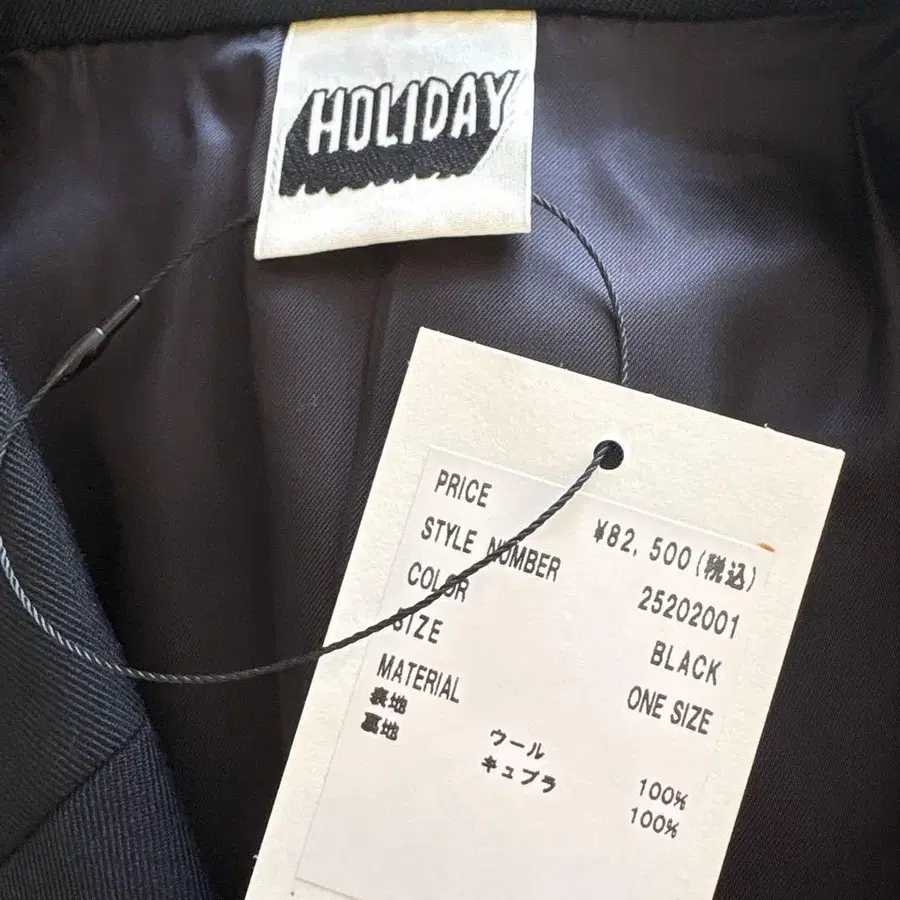 HOLIDAY
PRICE ¥82,500(税込)
STYLE NUMBER 25202001
COLOR BLACK
SIZE ONE SIZE
MATERIAL
表地 ウール 100%
裏地 キュプラ 100%